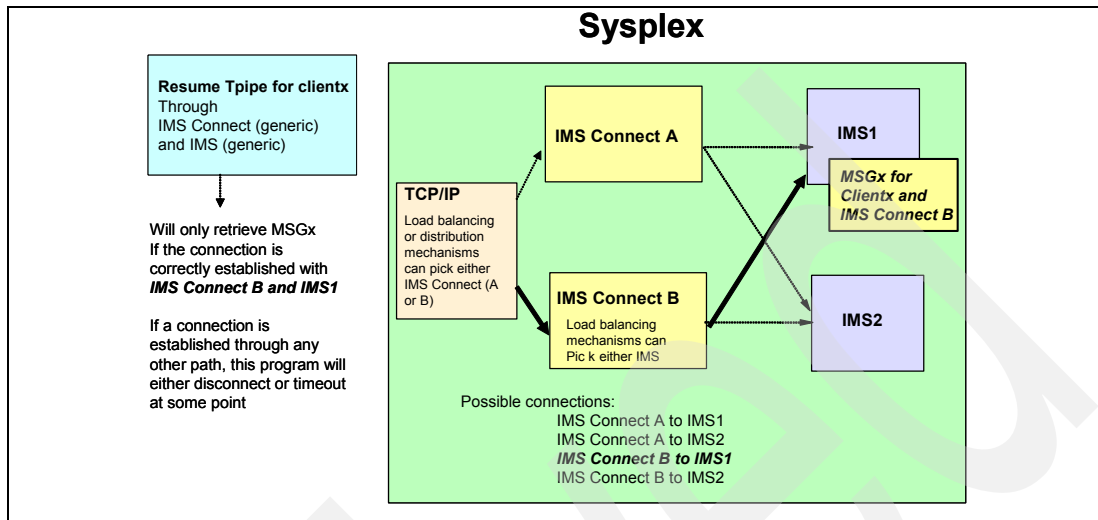 Sysplex
Resume Tpipe for clientx
Through
IMS Connect (generic)
and IMS (generic)
Will only retrieve MSGx
If the connection is
correctly established with
IMS Connect B and IMS1
If a connection is
established through any
other path, this program will
either disconnect or timeout
at some point
TCP/IP
Load balancing
or distribution
mechanisms
can pick either
IMS Connect (A
or B)
IMS Connect A
IMS Connect B
Load balancing
mechanisms can
Pic k either IMS
IMS1
MSGx for
Clientx and
IMS Connect B
IMS2
Possible connections:
IMS Connect A to IMS1
IMS Connect A to IMS2
IMS Connect B to IMS1
IMS Connect B to IMS2